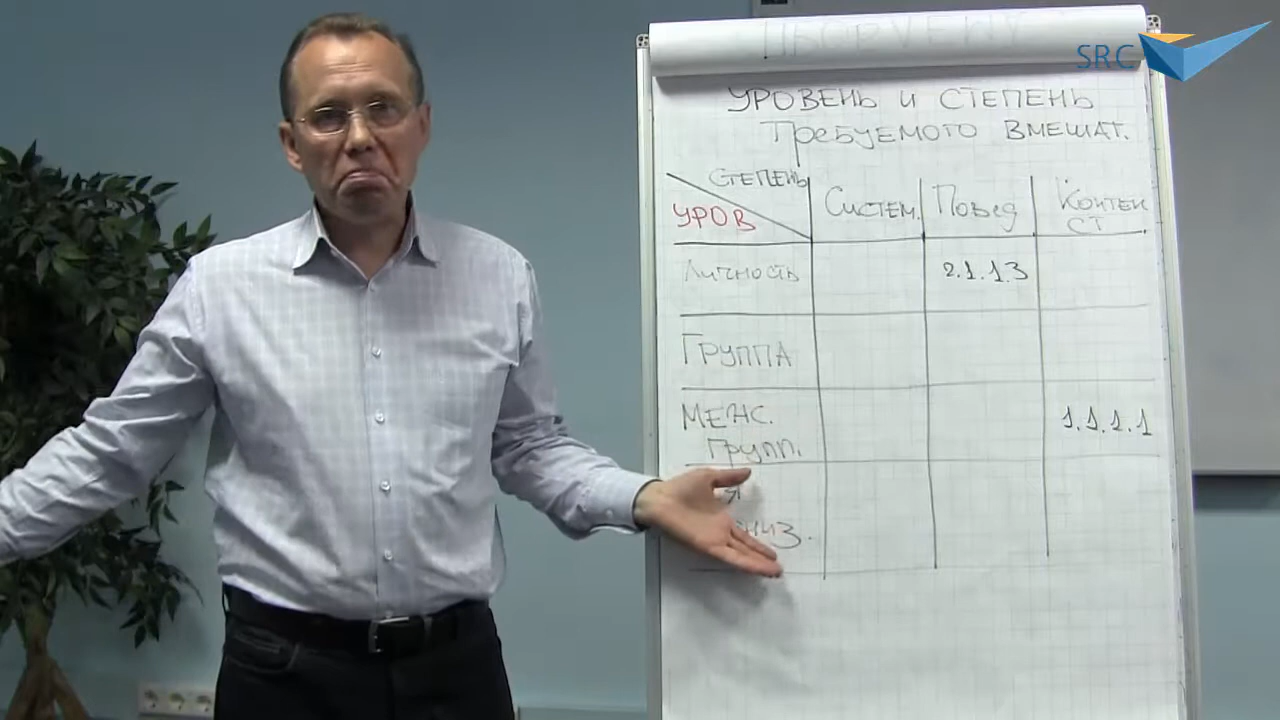 SRC
УРОВЕНЬ И СТЕПЕНЬ
ТРЕБУЕМОГО ВМЕШАТ.
СТЕПЕНЬ
УРОВ
СИСТЕМ.
ПОВЕД
КОНТЕК
СТ
ЛИЧНОСТЬ
2.1.1.3
ГРУППА
МЕЖ.
ГРУПП.
1.1.1.1